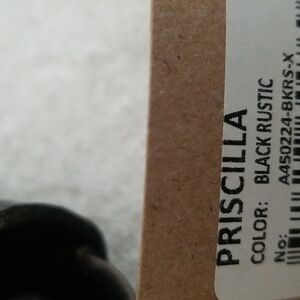 PRISCILLA
COLOR: BLACK RUSTIC
No: A450224-BKRS-X